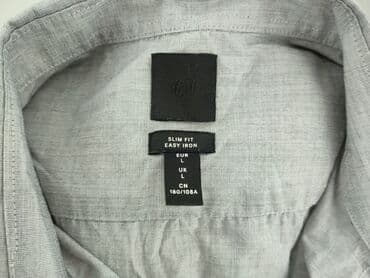 SLIM FIT
EASY IRON
EUR
L
UK
L
CN
180/108A